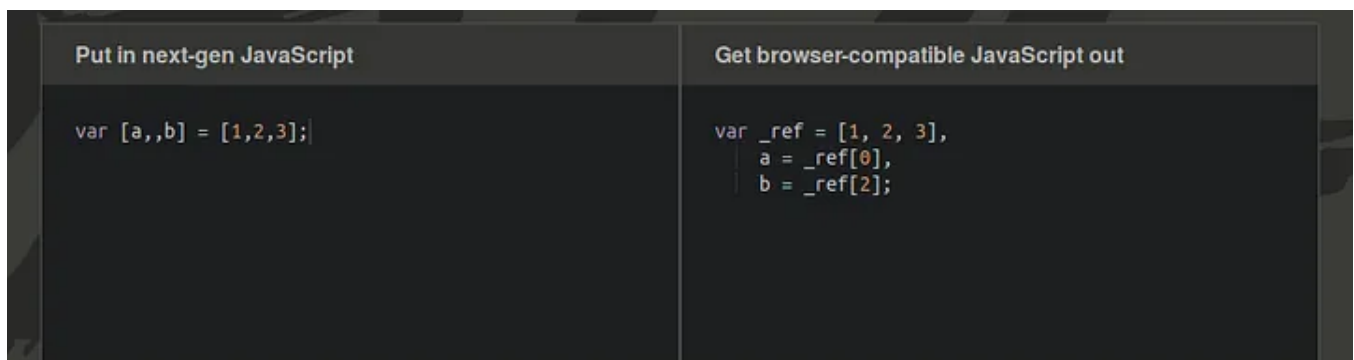 Put in next-gen JavaScript
Get browser-compatible JavaScript out
var [a,,b] = [1,2,3];
var _ref = [1, 2, 3],
a = _ref[0],
b = _ref[2];